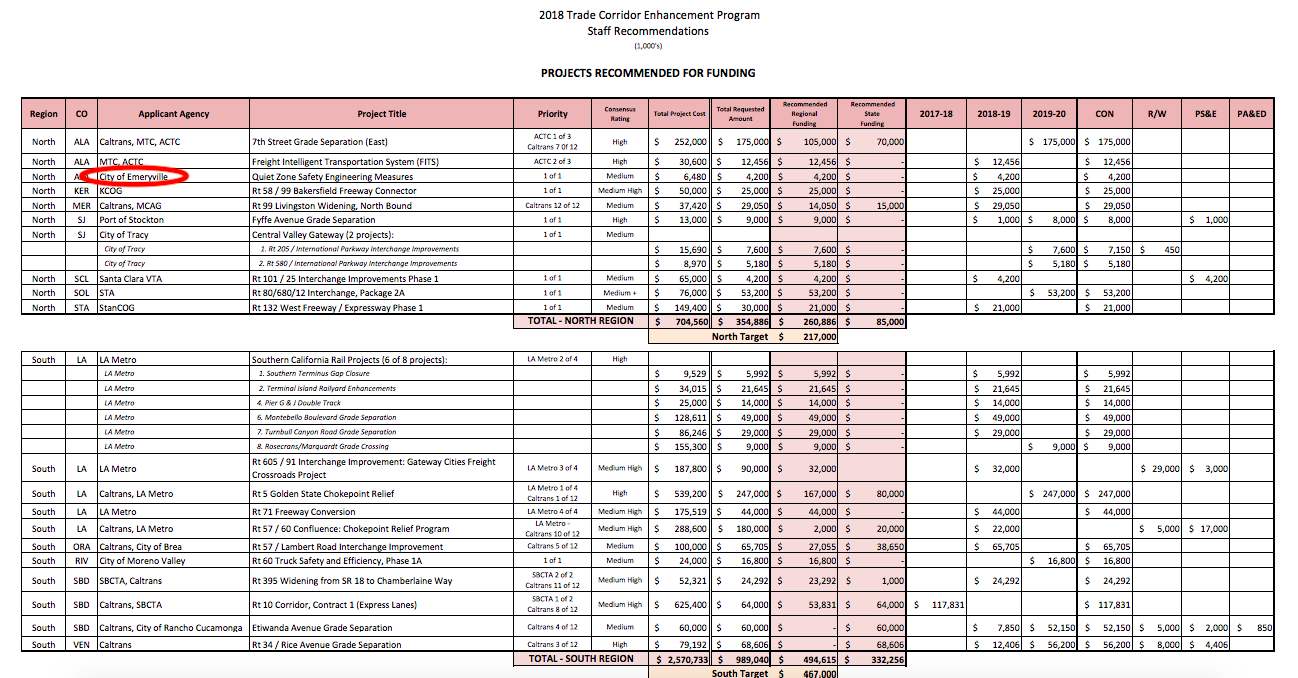 2018 Trade Corridor Enhancement Program
Staff Recommendations
(1,000's)
PROJECTS RECOMMENDED FOR FUNDING
Region CO Applicant Agency Project Title Priority Consensus Rating Total Project Cost Total Requested Amount Recommended Regional Funding Recommended State Funding 2017-18 2018-19 2019-20 CON R/W PS&E PA&ED
North ALA Caltrans, MTC, ACTC 7th Street Grade Separation (East) ACTC 1 of 3 Caltrans 7 0f 12 High $ 252,000 $ 175,000 $ 105,000 $ 70,000 $ 175,000 $ 175,000
North ALA MTC, ACTC Freight Intelligent Transportation System (FITS) ACTC 2 of 3 High $ 30,600 $ 12,456 $ 12,456 $ - $ 12,456 $ 12,456
North City of Emeryville Quiet Zone Safety Engineering Measures 1 of 1 Medium $ 6,480 $ 4,200 $ 4,200 $ - $ 4,200 $ 4,200
North KER KCOG Rt 58 / 99 Bakersfield Freeway Connector 1 of 1 Medium High $ 50,000 $ 25,000 $ 25,000 $ - $ 25,000 $ 25,000
North MER Caltrans, MCAG Rt 99 Livingston Widening, North Bound Caltrans 12 of 12 Medium $ 37,420 $ 29,050 $ 14,050 $ 15,000 $ 29,050 $ 29,050
North SJ Port of Stockton Fyffe Avenue Grade Separation 1 of 1 High $ 13,000 $ 9,000 $ 9,000 $ - $ 1,000 $ 8,000 $ 8,000 $ 1,000
North SJ City of Tracy Central Valley Gateway (2 projects): 1 of 1 Medium
City of Tracy 1. Rt 205 / International Parkway Interchange Improvements $ 15,690 $ 7,600 $ 7,600 $ - $ 7,600 $ 7,150 $ 450
City of Tracy 2. Rt 580 / International Parkway Interchange Improvements $ 8,970 $ 5,180 $ 5,180 $ - $ 5,180 $ 5,180
North SCL Santa Clara VTA Rt 101 / 25 Interchange Improvements Phase 1 1 of 1 Medium $ 65,000 $ 4,200 $ 4,200 $ - $ 4,200 $ 4,200
North SOL STA Rt 80/680/12 Interchange, Package 2A 1 of 1 Medium + $ 76,000 $ 53,200 $ 53,200 $ - $ 53,200 $ 53,200
North STA StanCOG Rt 132 West Freeway / Expressway Phase 1 1 of 1 Medium $ 149,400 $ 30,000 $ 21,000 $ - $ 21,000 $ 21,000
TOTAL - NORTH REGION $ 704,560 $ 354,886 $ 260,886 $ 85,000
North Target $ 217,000
South LA LA Metro Southern California Rail Projects (6 of 8 projects): LA Metro 2 of 4 High
LA Metro 1. Southern Terminus Gap Closure $ 9,529 $ 5,992 $ 5,992 $ - $ 5,992 $ 5,992
LA Metro 2. Terminal Island Railyard Enhancements $ 34,015 $ 21,645 $ 21,645 $ - $ 21,645 $ 21,645
LA Metro 4. Pier G & J Double Track $ 25,000 $ 14,000 $ 14,000 $ - $ 14,000 $ 14,000
LA Metro 6. Montebello Boulevard Grade Separation $ 128,611 $ 49,000 $ 49,000 $ - $ 49,000 $ 49,000
LA Metro 7. Turnbull Canyon Road Grade Separation $ 86,246 $ 29,000 $ 29,000 $ - $ 29,000 $ 29,000
LA Metro 8. Rosecrans/Marquardt Grade Crossing $ 155,300 $ 9,000 $ 9,000 $ - $ 9,000 $ 9,000
South LA LA Metro Rt 605 / 91 Interchange Improvement: Gateway Cities Freight Crossroads Project LA Metro 3 of 4 Medium High $ 187,800 $ 90,000 $ 32,000 $ 32,000 $ 29,000 $ 3,000
South LA Caltrans, LA Metro Rt 5 Golden State Chokepoint Relief LA Metro 1 of 4 Caltrans 1 of 12 High $ 539,200 $ 247,000 $ 167,000 $ 80,000 $ 247,000 $ 247,000
South LA LA Metro Rt 71 Freeway Conversion LA Metro 4 of 4 Medium High $ 175,519 $ 44,000 $ 44,000 $ - $ 44,000 $ 44,000
South LA Caltrans, LA Metro Rt 57 / 60 Confluence: Chokepoint Relief Program LA Metro - Caltrans 10 of 12 Medium High $ 288,600 $ 180,000 $ 2,000 $ 20,000 $ 22,000 $ 5,000 $ 17,000
South ORA Caltrans, City of Brea Rt 57 / Lambert Road Interchange Improvement Caltrans 5 of 12 Medium $ 100,000 $ 65,705 $ 27,055 $ 38,650 $ 65,705 $ 65,705
South RIV City of Moreno Valley Rt 60 Truck Safety and Efficiency, Phase 1A 1 of 1 Medium $ 24,000 $ 16,800 $ 16,800 $ - $ 16,800 $ 16,800
South SBD SBCTA, Caltrans Rt 395 Widening from SR 18 to Chamberlaine Way SBCTA 2 of 2 Caltrans 11 of 12 Medium High $ 52,321 $ 24,292 $ 23,292 $ 1,000 $ 24,292 $ 24,292
South SBD Caltrans, SBCTA Rt 10 Corridor, Contract 1 (Express Lanes) SBCTA 1 of 2 Caltrans 8 of 12 Medium High $ 625,400 $ 64,000 $ 53,831 $ 64,000 $ 117,831 $ 117,831
South SBD Caltrans, City of Rancho Cucamonga Etiwanda Avenue Grade Separation Caltrans 4 of 12 Medium $ 60,000 $ 60,000 $ - $ 60,000 $ 7,850 $ 52,150 $ 52,150 $ 5,000 $ 2,000 $ 850
South VEN Caltrans Rt 34 / Rice Avenue Grade Separation Caltrans 3 of 12 High $ 79,192 $ 68,606 $ - $ 68,606 $ 12,406 $ 56,200 $ 56,200 $ 8,000 $ 4,406
TOTAL - SOUTH REGION $ 2,570,733 $ 989,040 $ 494,615 $ 332,256
South Target $ 467,000